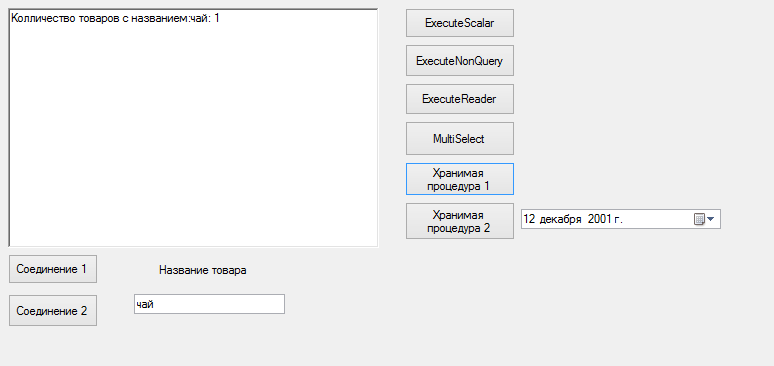 Колличество товаров с названием:чай: 1
ExecuteScalar
ExecuteNonQuery
ExecuteReader
MultiSelect
Хранимая
процедура 1
Хранимая
процедура 2
12 декабря 2001 г.
Соединение 1
Название товара
Соединение 2
чай